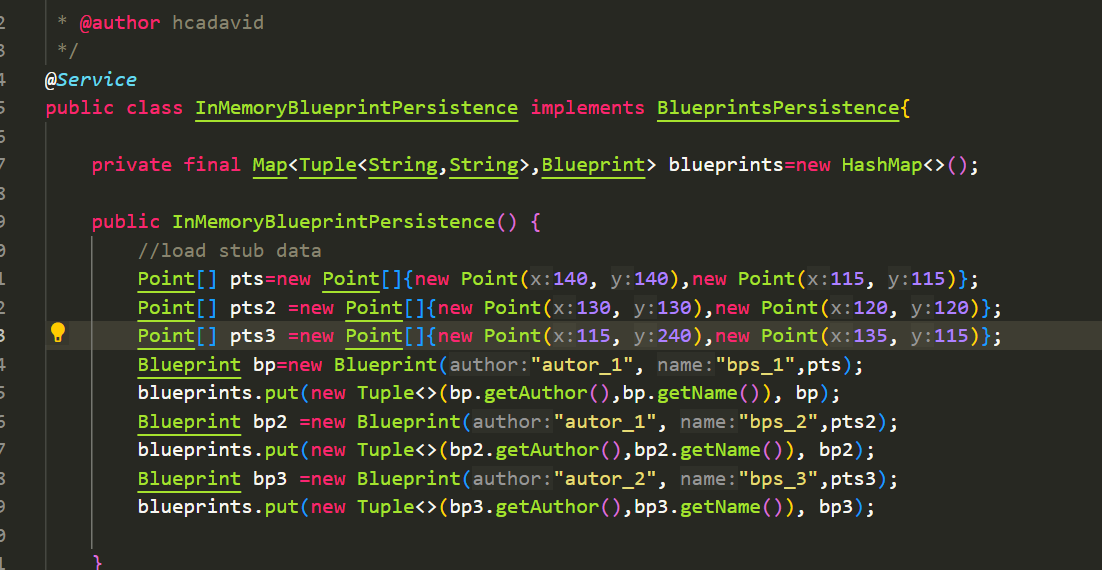 2 * @author hcadavid
3 */
4 @Service
5 public class InMemoryBlueprintPersistence implements BlueprintsPersistence{
6
7 private final Map<Tuple<String,String>,Blueprint> blueprints=new HashMap<>();
8
9 public InMemoryBlueprintPersistence() {
0 //load stub data
1 Point[] pts=new Point[]{new Point(x:140, y:140),new Point(x:115, y:115)};
2 Point[] pts2 =new Point[]{new Point(x:130, y:130),new Point(x:120, y:120)};
3 Point[] pts3 =new Point[]{new Point(x:115, y:240),new Point(x:135, y:115)};
4 Blueprint bp=new Blueprint(author:"autor_1", name:"bps_1",pts);
5 blueprints.put(new Tuple<>(bp.getAuthor(),bp.getName()), bp);
6 Blueprint bp2 =new Blueprint(author:"autor_1", name:"bps_2",pts2);
7 blueprints.put(new Tuple<>(bp2.getAuthor(),bp2.getName()), bp2);
8 Blueprint bp3 =new Blueprint(author:"autor_2", name:"bps_3",pts3);
9 blueprints.put(new Tuple<>(bp3.getAuthor(),bp3.getName()), bp3);
0
1 }